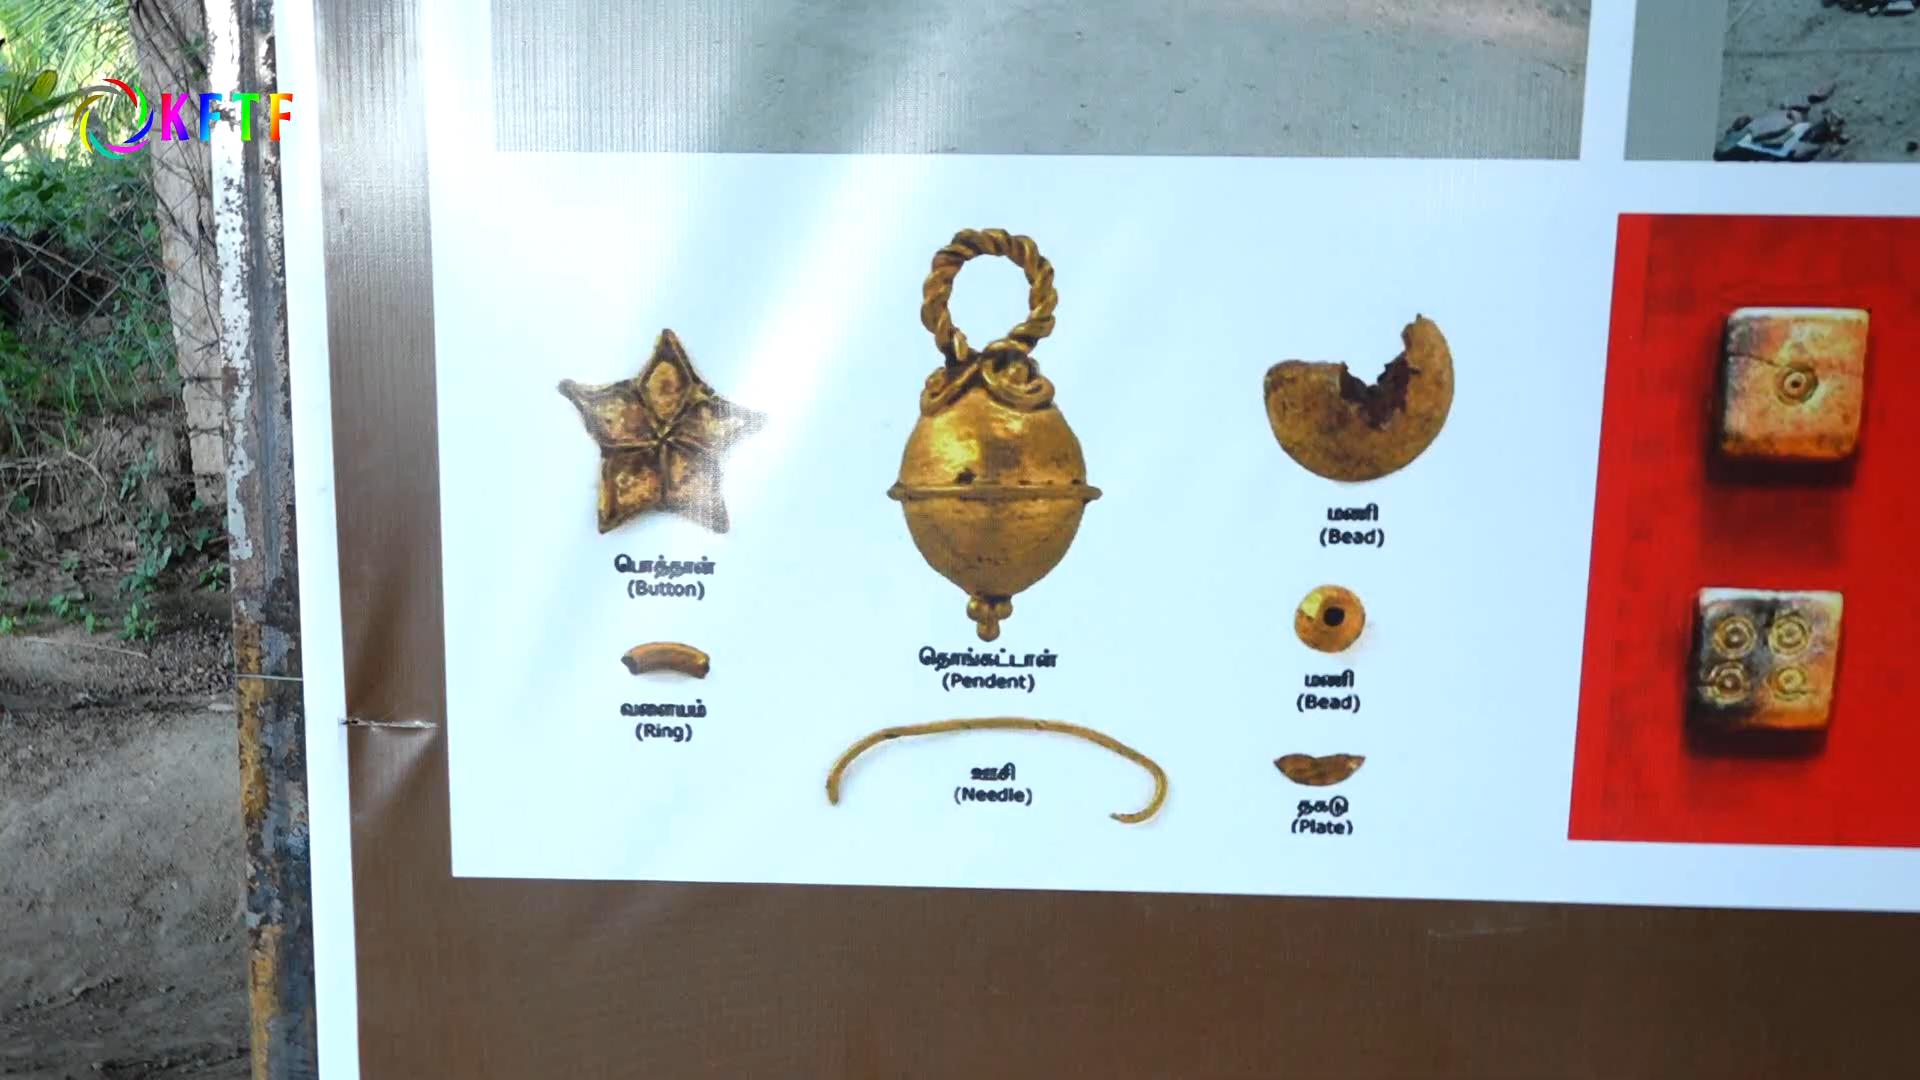 KFTF
பொத்தான்
(Button)
வளையம்
(Ring)
தொங்கட்டான்
(Pendent)
ஊசி
(Needle)
மணி
(Bead)
மணி
(Bead)
தகடு
(Plate)